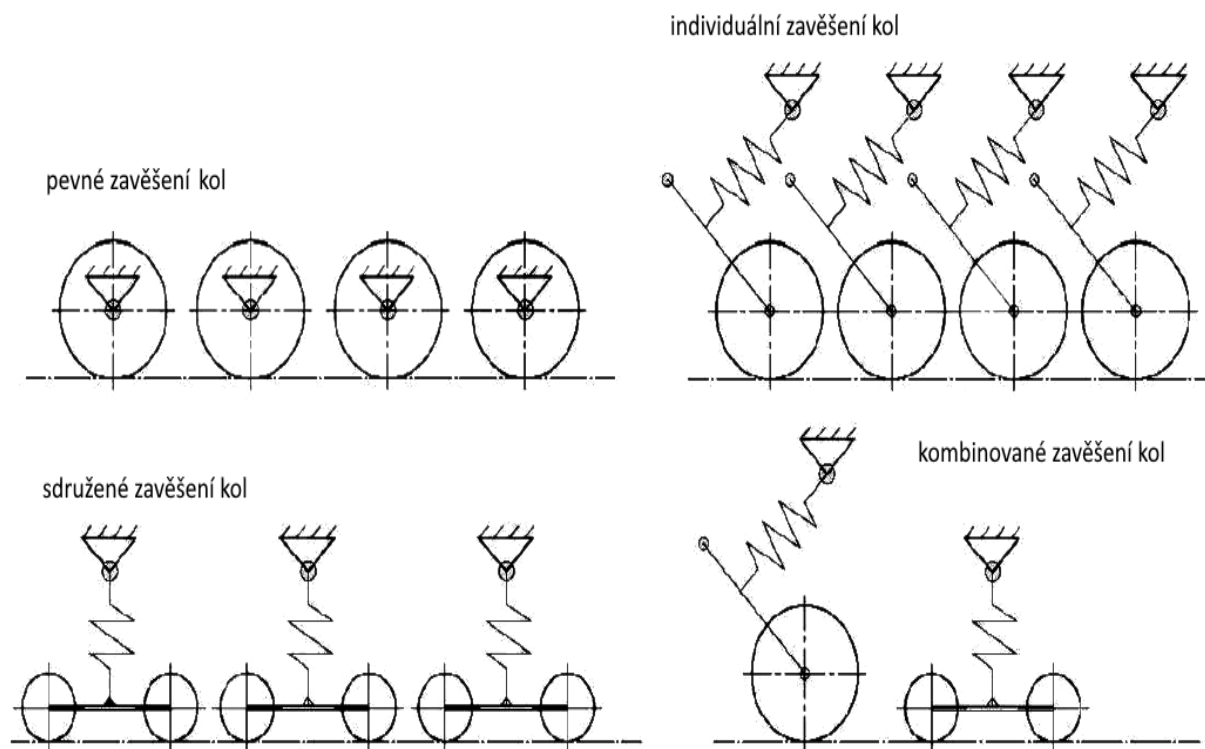 individuální zavěšení kol
pevné zavěšení kol
sdružené zavěšení kol
kombinované zavěšení kol